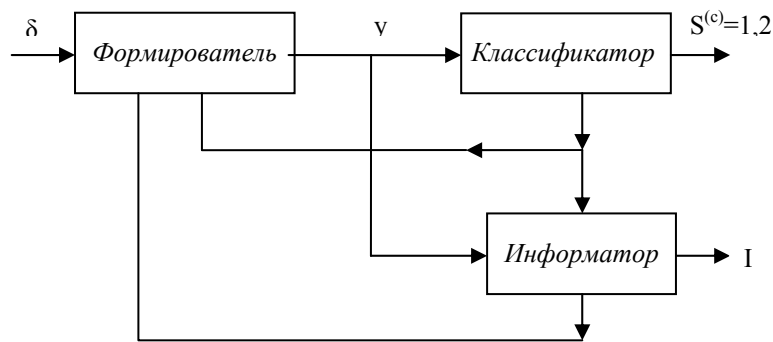 δ
Формирователь
y
Классификатор
S^(c)=1,2
Информатор
I